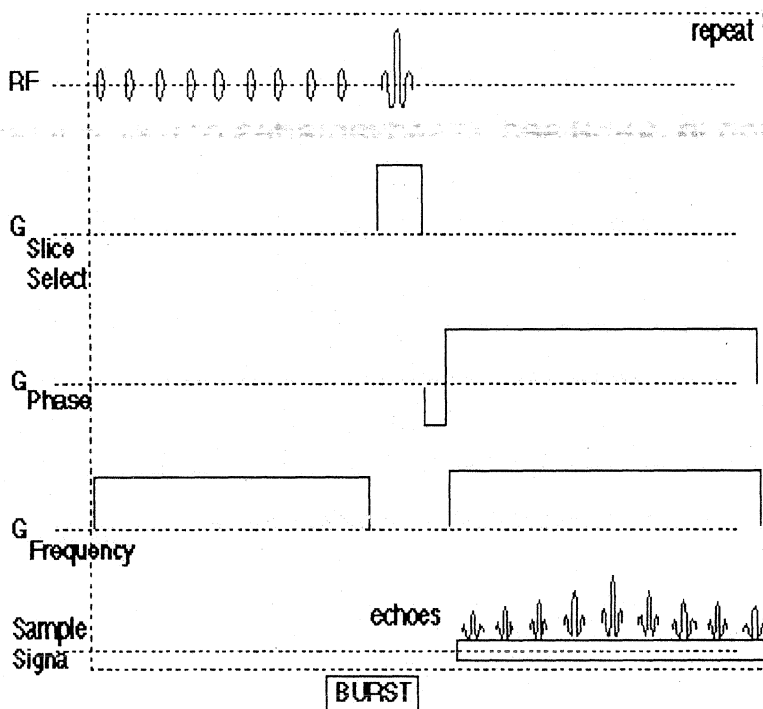 repeat
RF
G
Slice
Select
G
Phase
G
Frequency
echoes
Sample
Signa
BURST